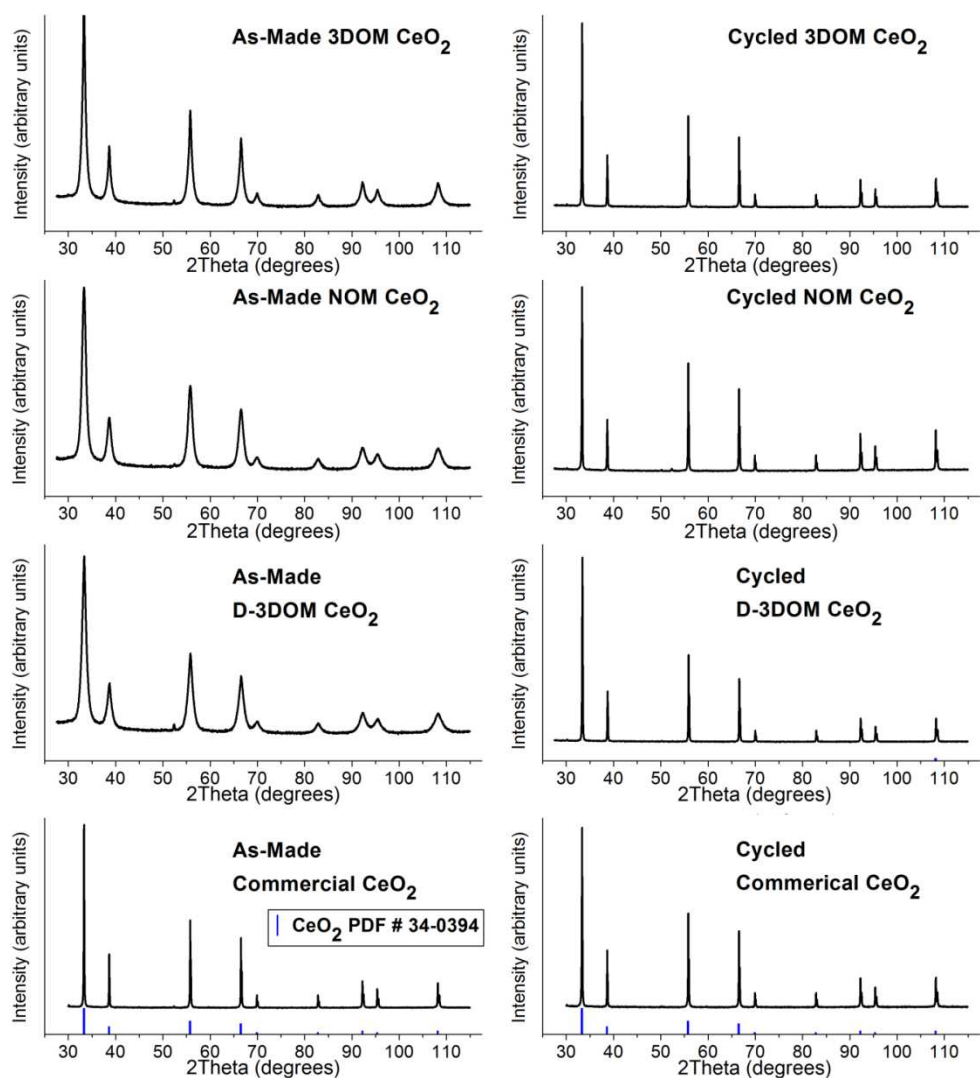 As-Made 3DOM CeO2
Intensity (arbitrary units)
30 40 50 60 70 80 90 100 110
2Theta (degrees)
Cycled 3DOM CeO2
Intensity (arbitrary units)
30 40 50 60 70 80 90 100 110
2Theta (degrees)
As-Made NOM CeO2
Intensity (arbitrary units)
30 40 50 60 70 80 90 100 110
2Theta (degrees)
Cycled NOM CeO2
Intensity (arbitrary units)
30 40 50 60 70 80 90 100 110
2Theta (degrees)
As-Made
D-3DOM CeO2
Intensity (arbitrary units)
30 40 50 60 70 80 90 100 110
2Theta (degrees)
Cycled
D-3DOM CeO2
Intensity (arbitrary units)
30 40 50 60 70 80 90 100 110
2Theta (degrees)
As-Made
Commercial CeO2
CeO2 PDF # 34-0394
Intensity (arbitrary units)
30 40 50 60 70 80 90 100 110
2Theta (degrees)
Cycled
Commerical CeO2
Intensity (arbitrary units)
30 40 50 60 70 80 90 100 110
2Theta (degrees)